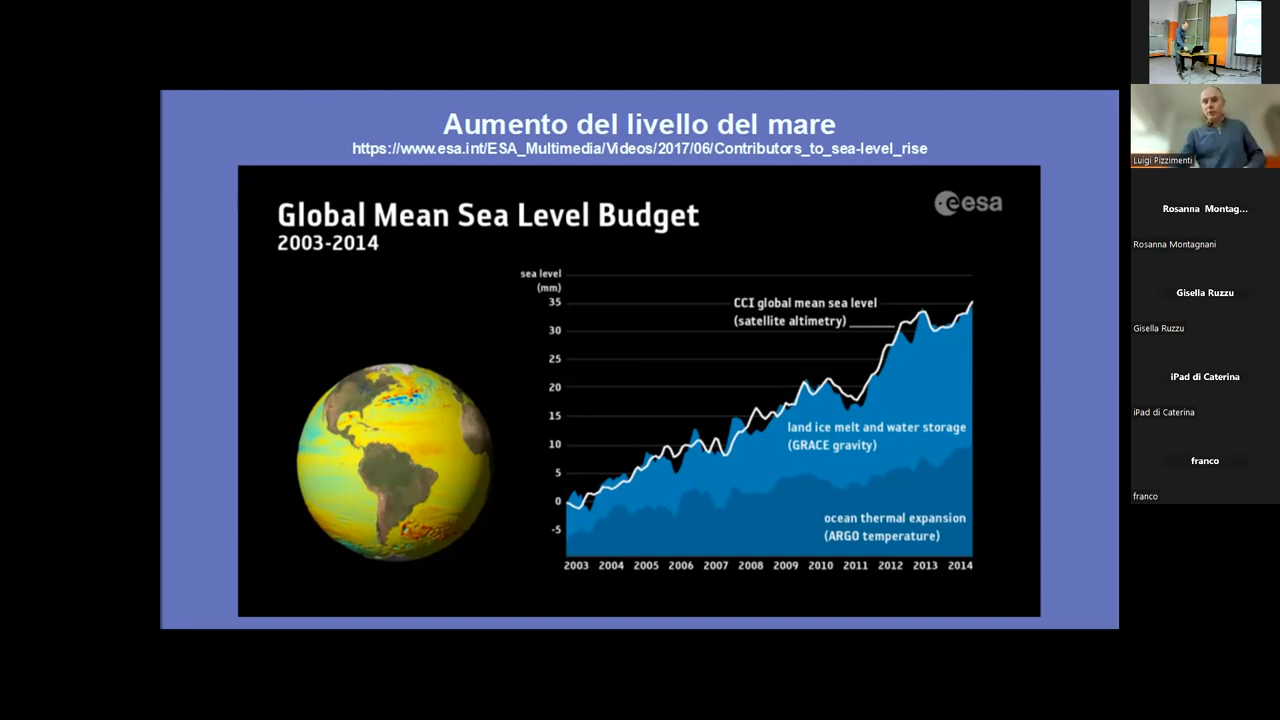 Aumento del livello del mare
https://www.esa.int/ESA_Multimedia/Videos/2017/06/Contributors_to_sea-level_rise
Global Mean Sea Level Budget
2003-2014
esa
sea level
(mm)
35
30
25
20
15
10
5
0
-5
CCI global mean sea level
(satellite altimetry)
land ice melt and water storage
(GRACE gravity)
ocean thermal expansion
(ARGO temperature)
2003 2004 2005 2006 2007 2008 2009 2010 2011 2012 2013 2014
Luigi Pizzimenti
Rosanna Montag...
Rosanna Montagnani
Gisella Ruzzu
Gisella Ruzzu
iPad di Caterina
iPad di Caterina
franco
franco